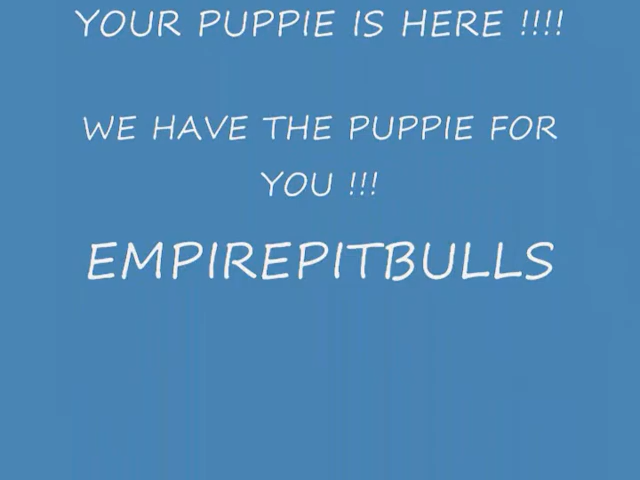 YOUR PUPPIE IS HERE !!!!
WE HAVE THE PUPPIE FOR
YOU !!!
EMPIREPITBULLS